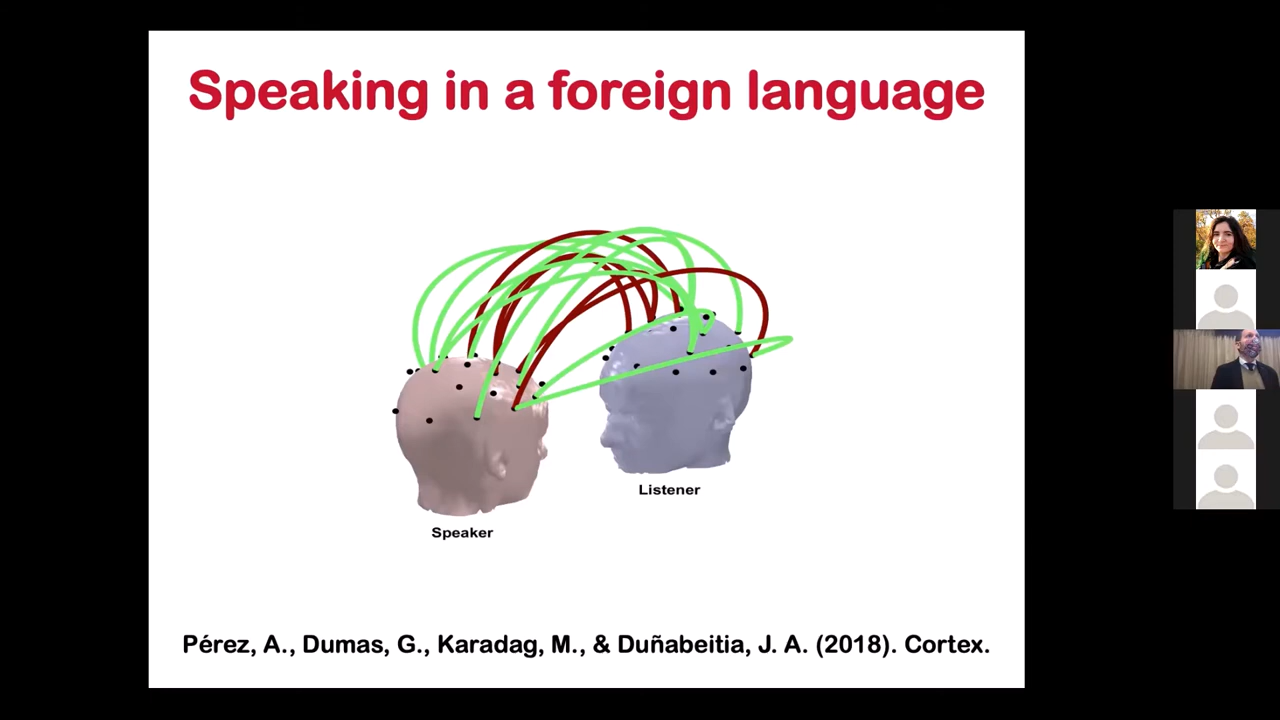 Speaking in a foreign language
Listener
Speaker
Pérez, A., Dumas, G., Karadag, M., & Duñabeitia, J. A. (2018). Cortex.